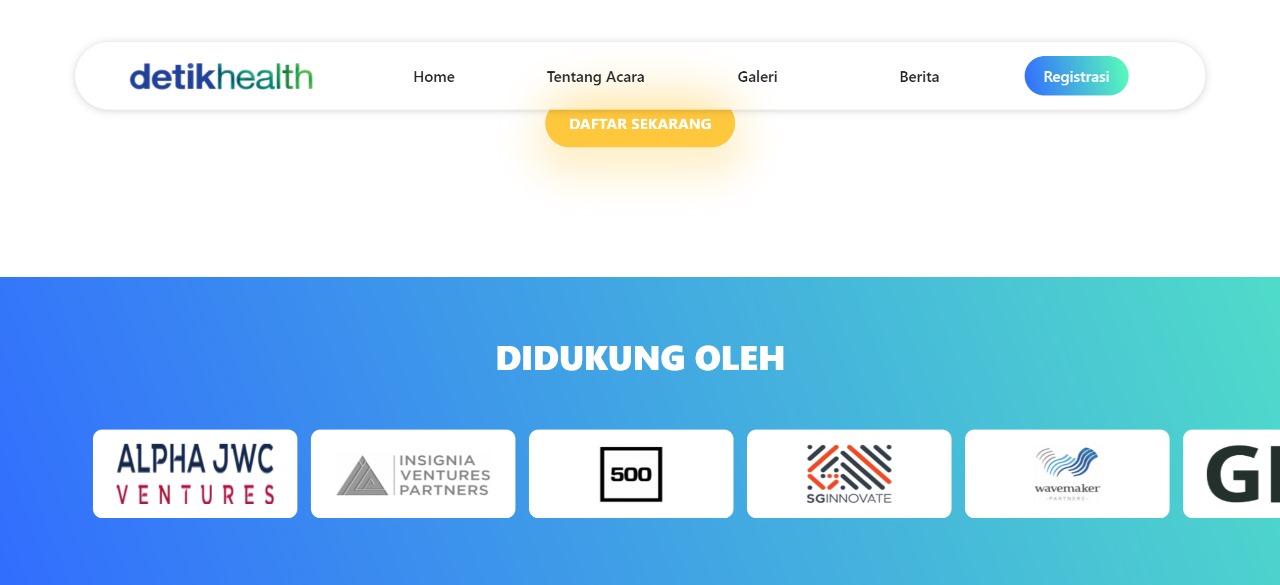 detikhealth
Home
Tentang Acara
Galeri
Berita
Registrasi
DAFTAR SEKARANG
DIDUKUNG OLEH
ALPHA JWC
VENTURES
INSIGNIA
VENTURES
PARTNERS
500
SGINNOVATE
wavemaker
-PARTNERS-